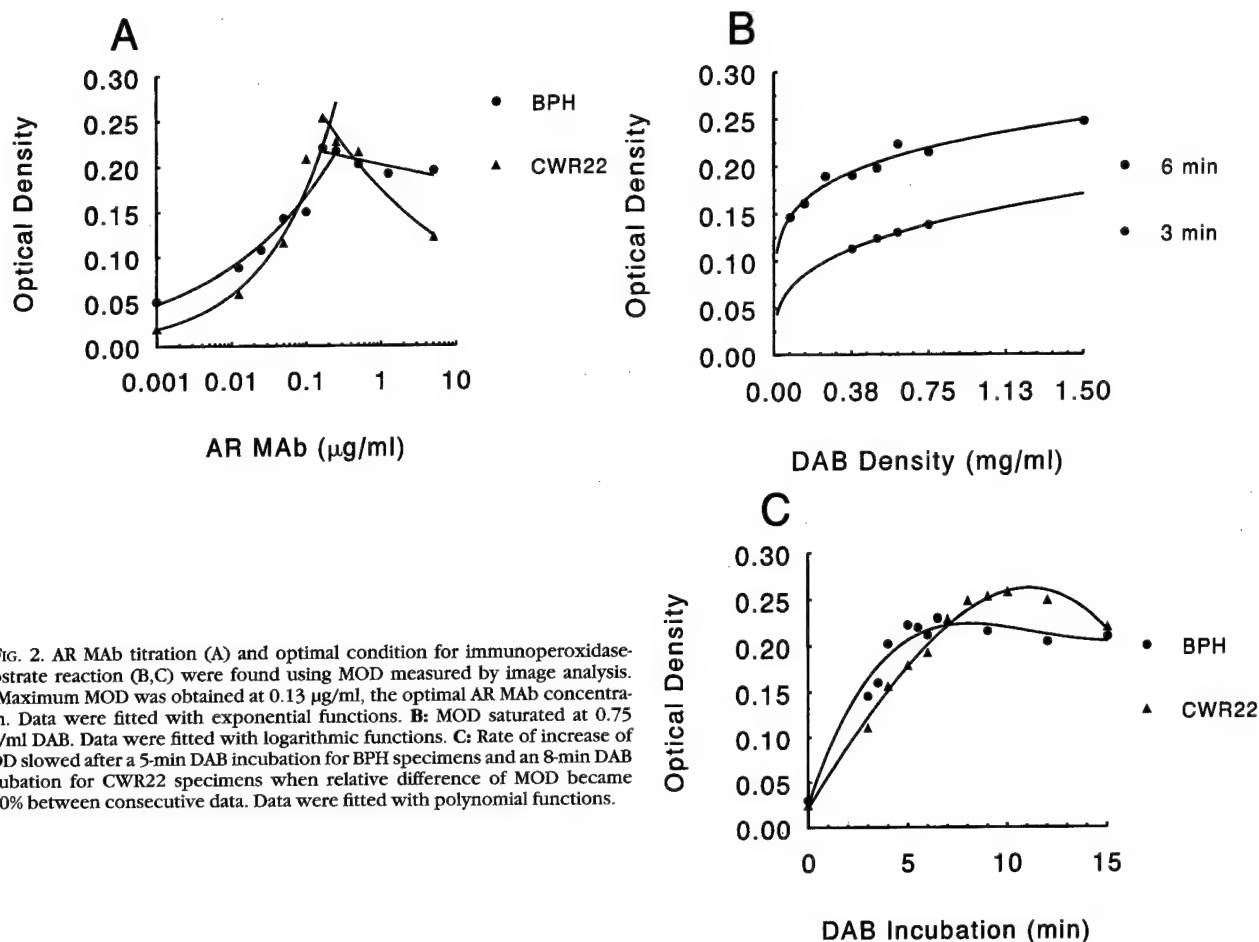 A
0.30
0.25
0.20
0.15
0.10
0.05
0.00
Optical Density
0.001 0.01 0.1 1 10
AR MAb (µg/ml)
BPH
CWR22
B
0.30
0.25
0.20
0.15
0.10
0.05
0.00
Optical Density
0.00 0.38 0.75 1.13 1.50
DAB Density (mg/ml)
6 min
3 min
C
0.30
0.25
0.20
0.15
0.10
0.05
0.00
Optical Density
0 5 10 15
DAB Incubation (min)
BPH
CWR22
FIG. 2. AR MAb titration (A) and optimal condition for immunoperoxidase-
strate reaction (B,C) were found using MOD measured by image analysis.
Maximum MOD was obtained at 0.13 µg/ml, the optimal AR MAb concentra-
n. Data were fitted with exponential functions. B: MOD saturated at 0.75
/ml DAB. Data were fitted with logarithmic functions. C: Rate of increase of
OD slowed after a 5-min DAB incubation for BPH specimens and an 8-min DAB
ubation for CWR22 specimens when relative difference of MOD became
0% between consecutive data. Data were fitted with polynomial functions.